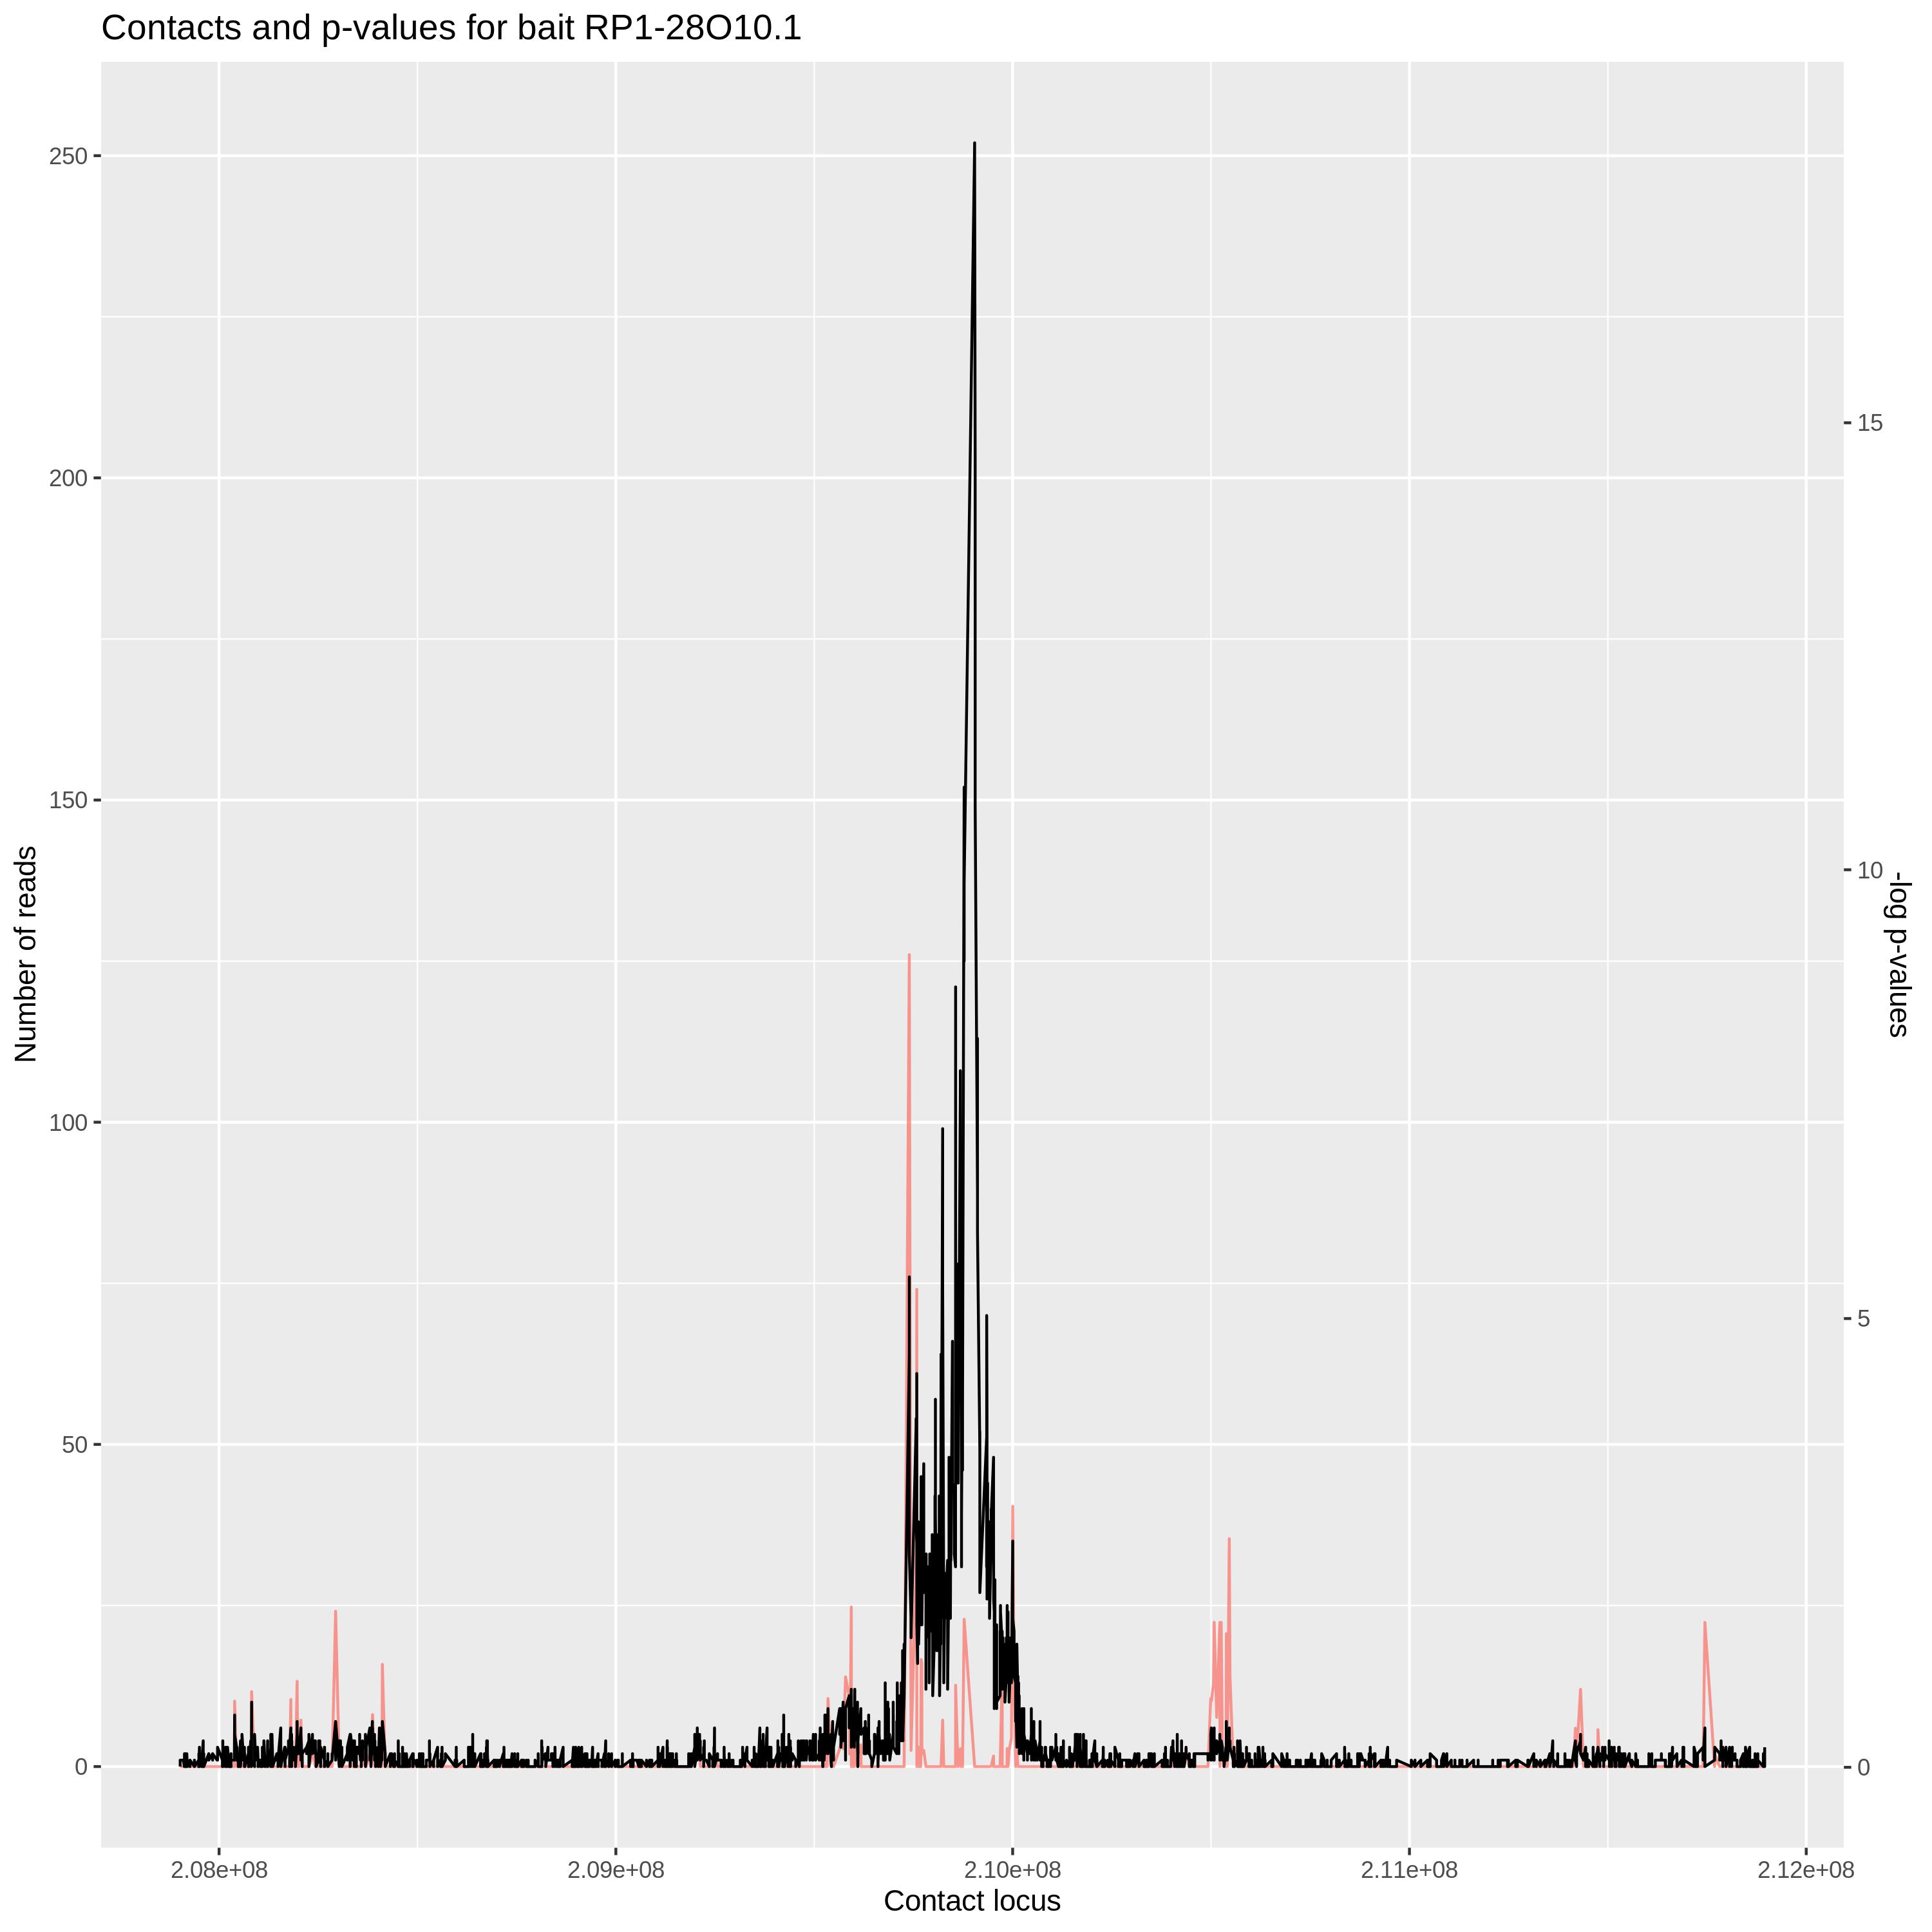 Contacts and p-values for bait RP1-28O10.1
250
200
150
100
50
0
Number of reads
15
10
5
0
-log p-values
2.08e+08
2.09e+08
2.10e+08
2.11e+08
2.12e+08
Contact locus